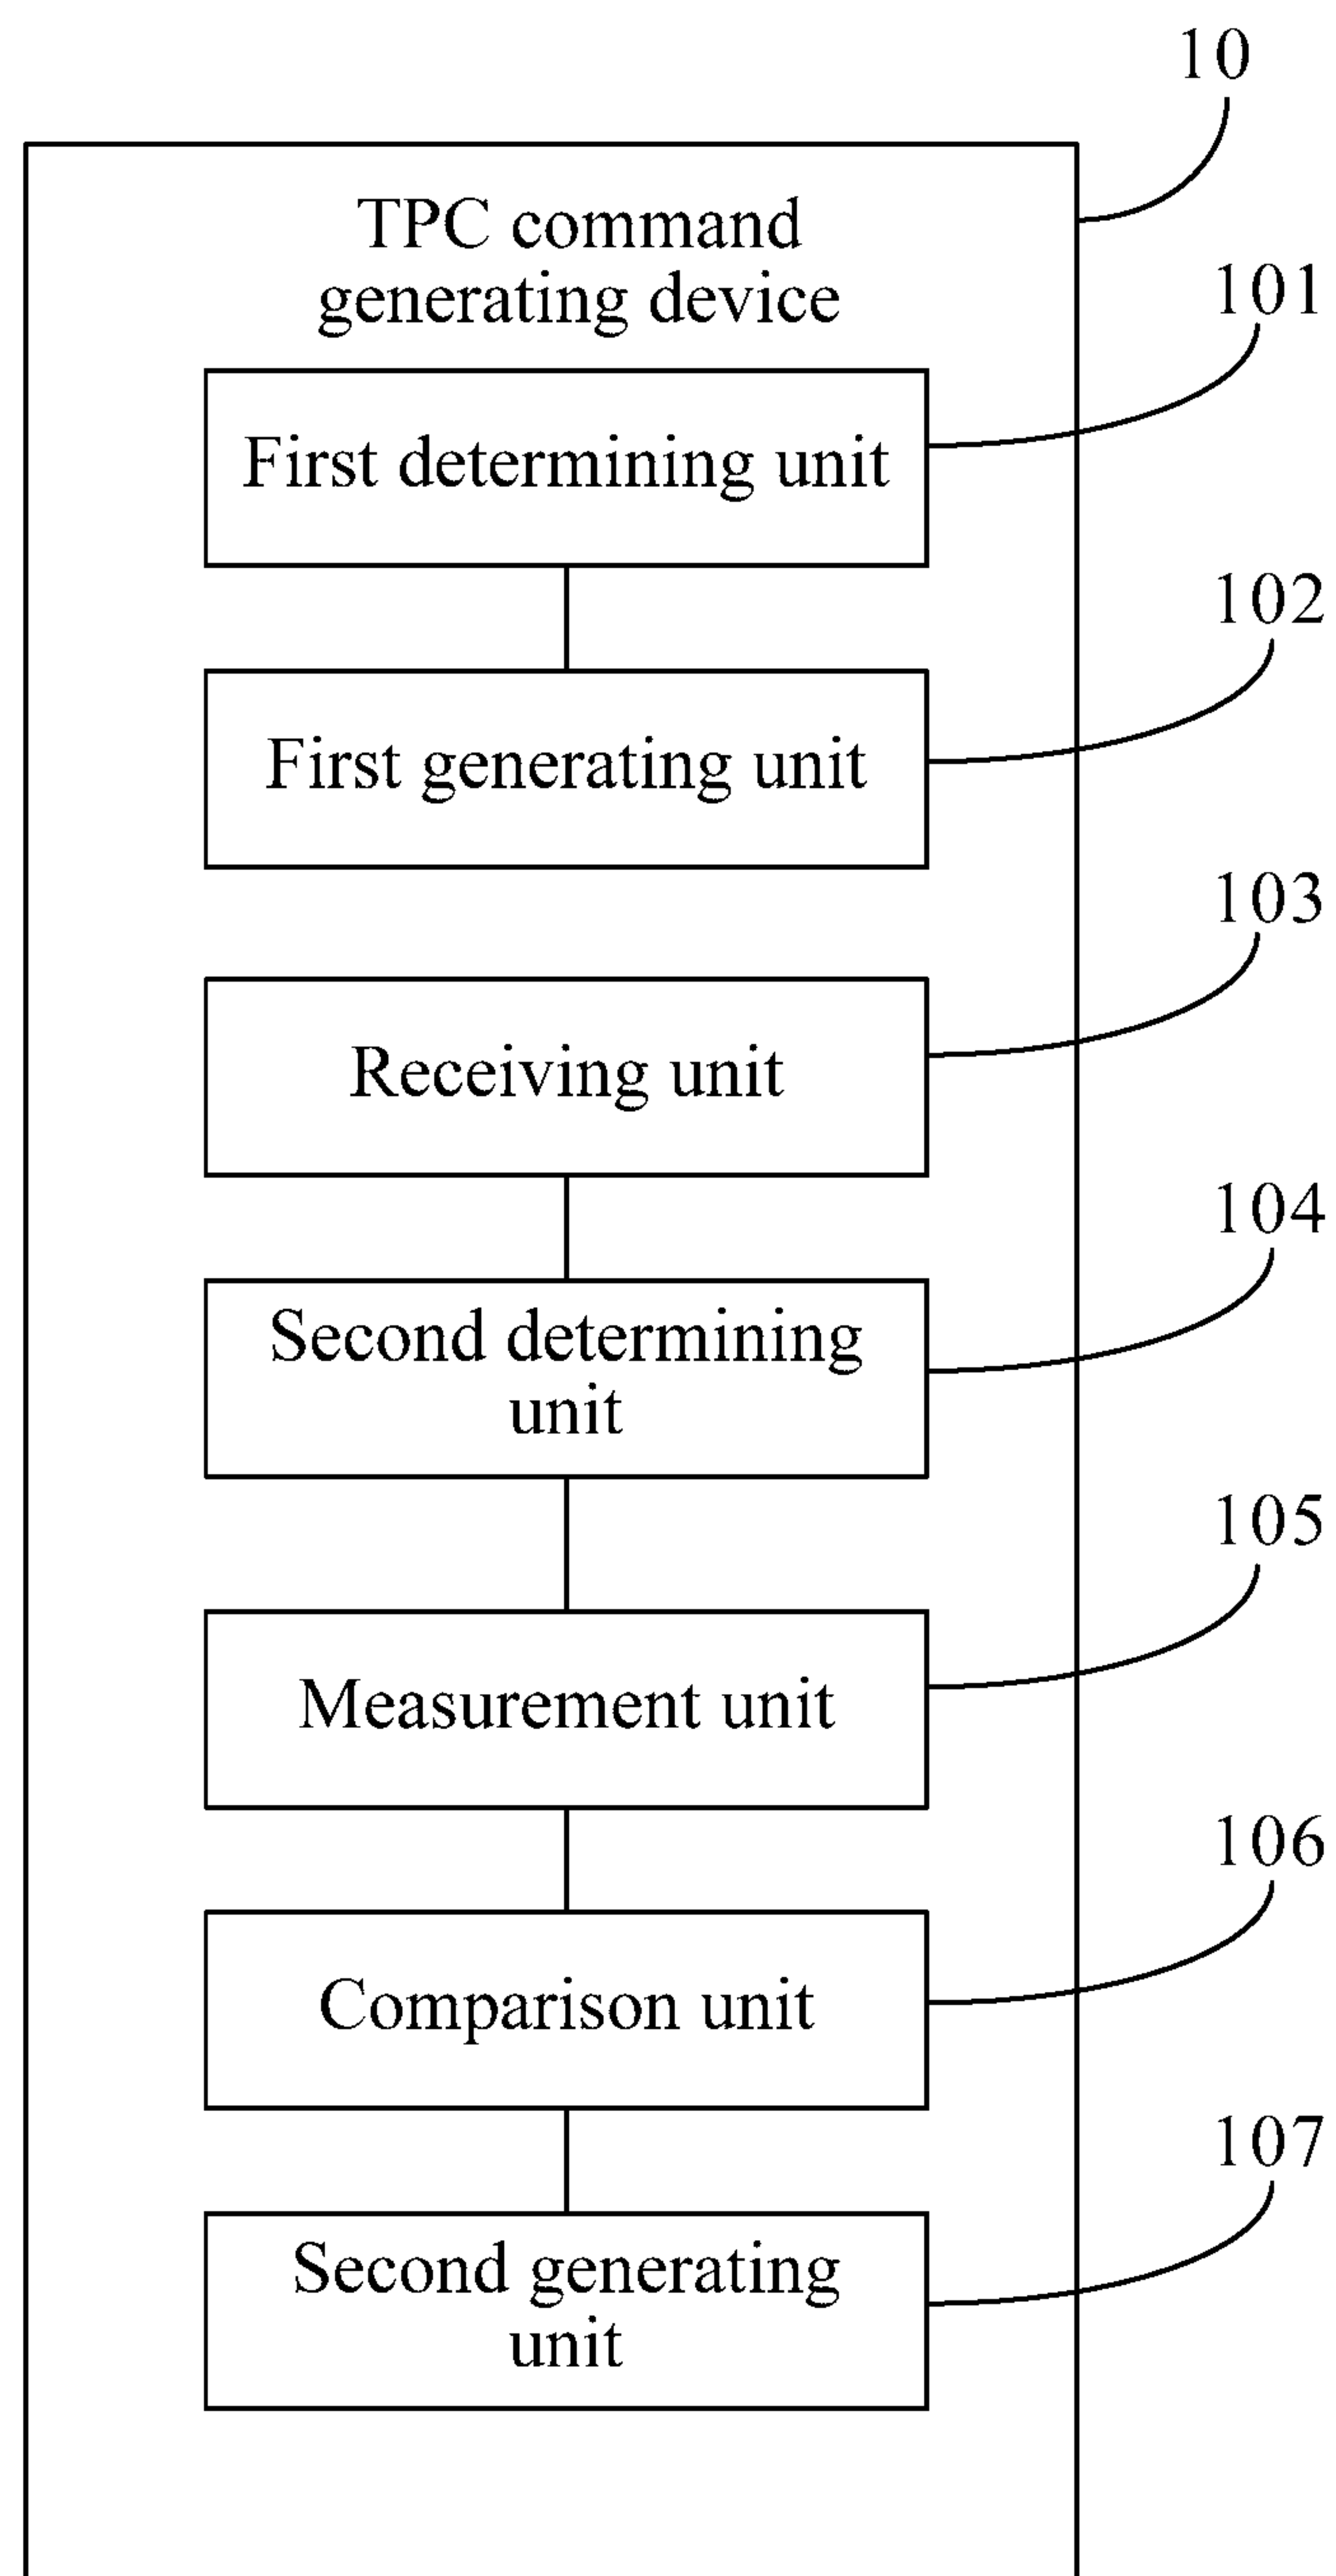 10
TPC command
generating device
101
First determining unit
102
First generating unit
103
Receiving unit
104
Second determining
unit
105
Measurement unit
106
Comparison unit
107
Second generating
unit